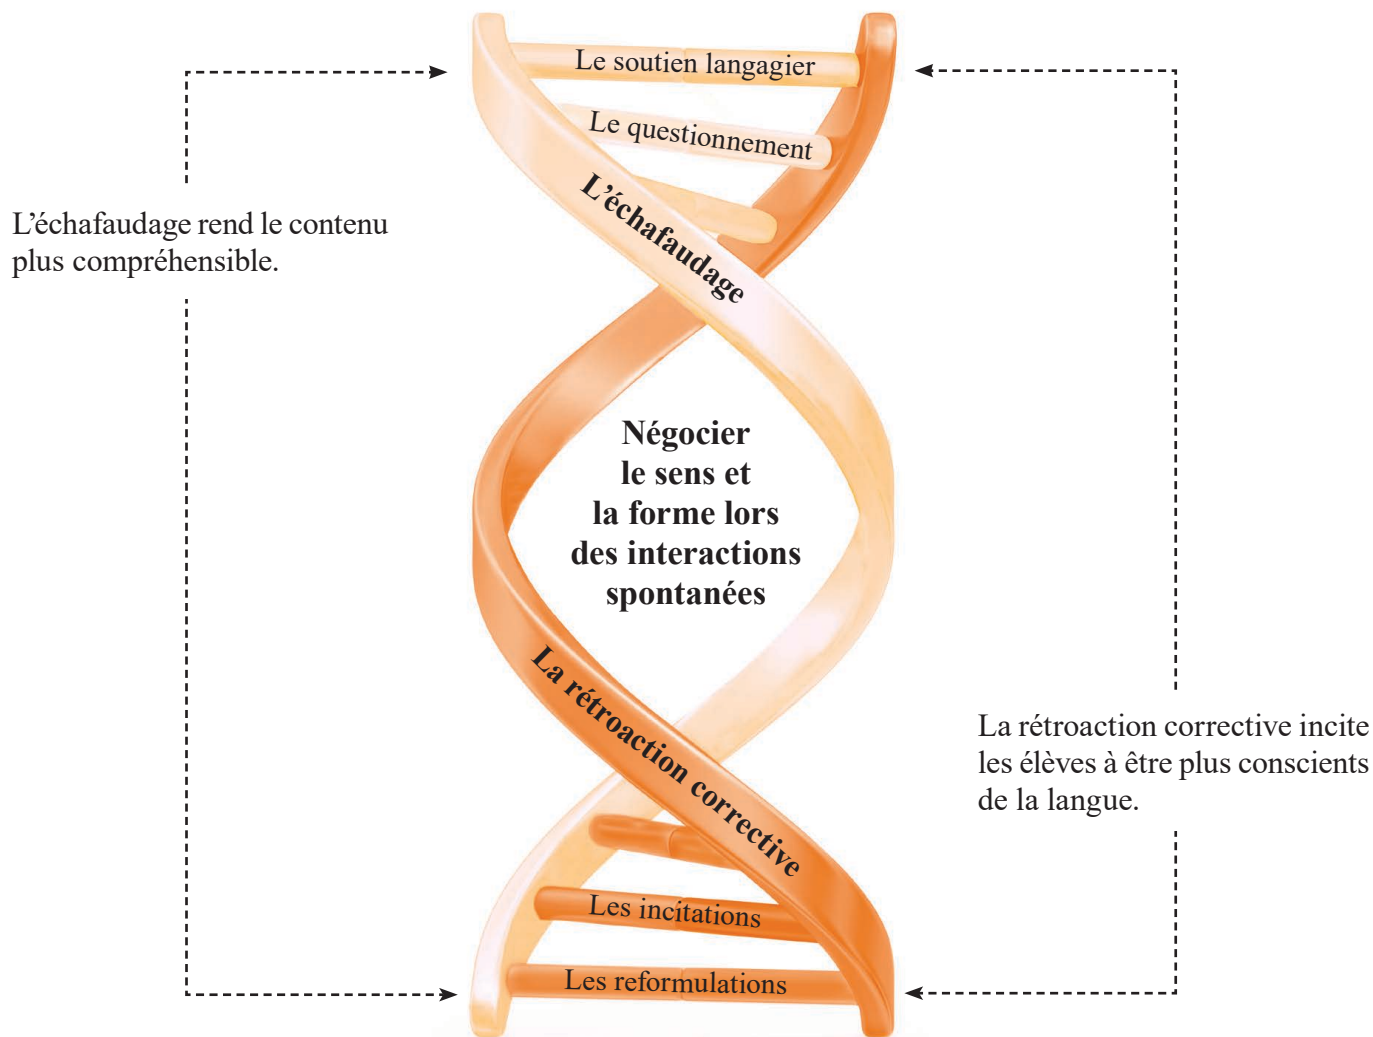 Le soutien langagier
Le questionnement
L’échafaudage
L’échafaudage rend le contenu
plus compréhensible.
Négocier
le sens et
la forme lors
des interactions
spontanées
La rétroaction corrective
La rétroaction corrective incite
les élèves à être plus conscients
de la langue.
Les incitations
Les reformulations